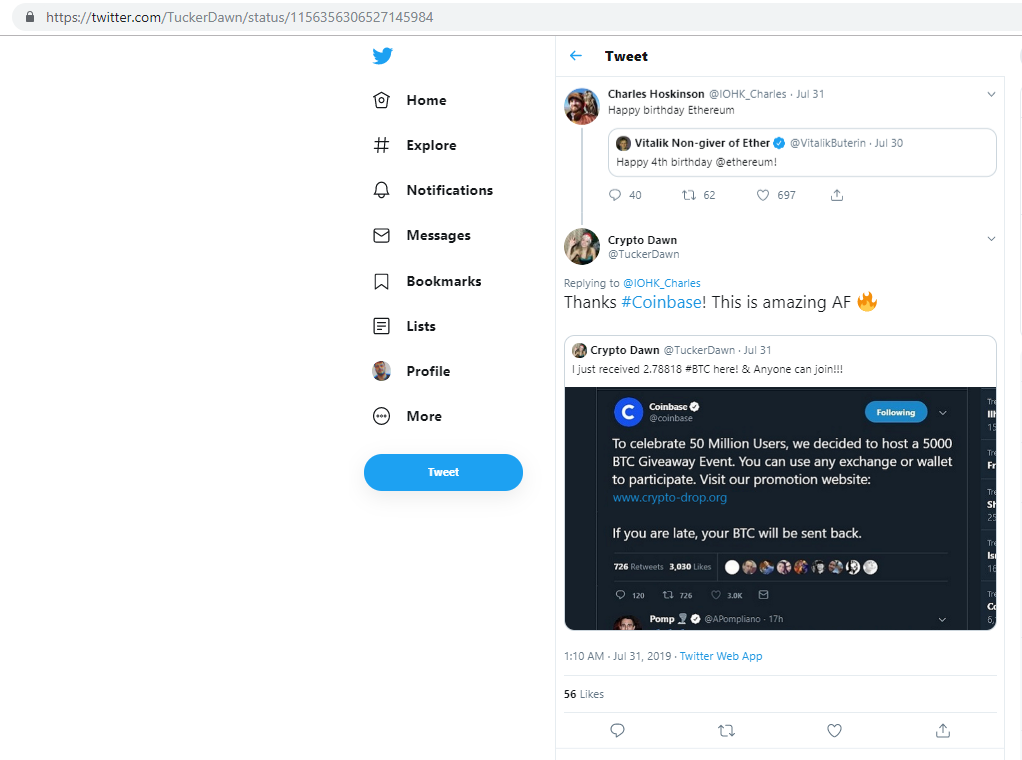 https://twitter.com/TuckerDawn/status/1156356306527145984
Home
Explore
Notifications
Messages
Bookmarks
Lists
Profile
More
Tweet
Tweet
Charles Hoskinson @IOHK_Charles · Jul 31
Happy birthday Ethereum
Vitalik Non-giver of Ether @VitalikButerin · Jul 30
Happy 4th birthday @ethereum!
40 62 697
Crypto Dawn
@TuckerDawn
Replying to @IOHK_Charles
Thanks #Coinbase! This is amazing AF 🔥
Crypto Dawn @TuckerDawn · Jul 31
I just received 2.78818 #BTC here! & Anyone can join!!!
Coinbase
@coinbase
Following
To celebrate 50 Million Users, we decided to host a 5000
BTC Giveaway Event. You can use any exchange or wallet
to participate. Visit our promotion website:
www.crypto-drop.org
If you are late, your BTC will be sent back.
726 Retweets 3,030 Likes
120 726 3.0K
Pomp 🏆 @APompliano · 17h
1:10 AM · Jul 31, 2019 · Twitter Web App
56 Likes